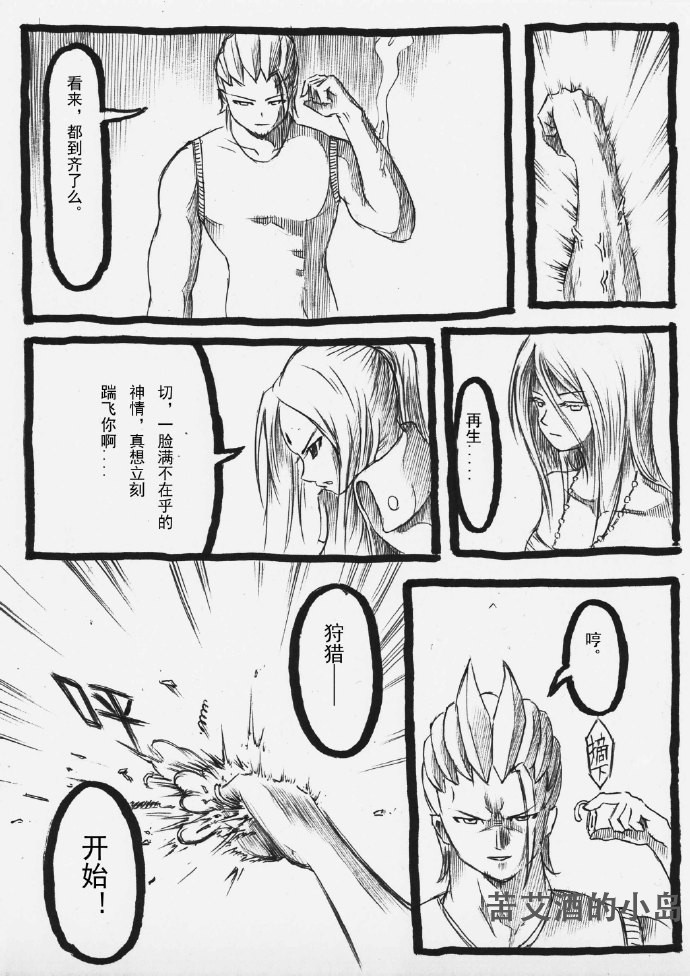 看来，都到齐了么。
再生.....
切，一脸满不在乎的
神情，真想立刻
踹飞你啊....
哼。
摘下
狩猎——
呼
开始！
苦艾酒的小岛